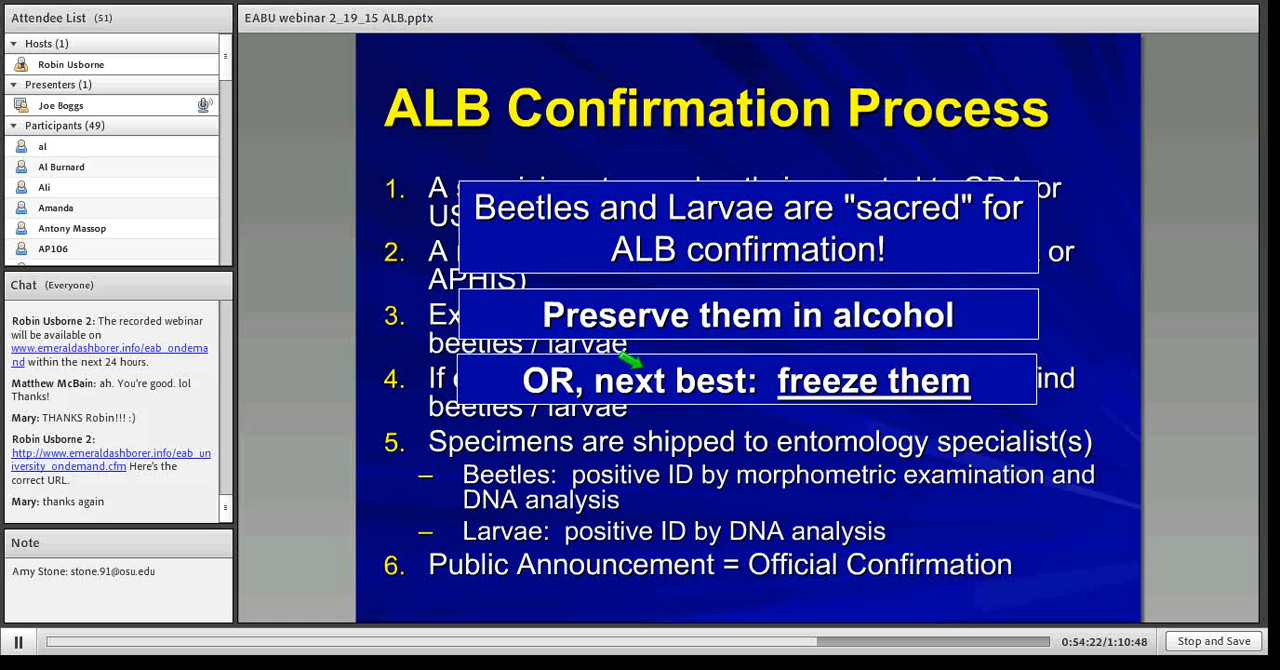 Attendee List (51)
Hosts (1)
Robin Usborne
Presenters (1)
Joe Boggs
Participants (49)
al
Al Burnard
Ali
Amanda
Antony Massop
AP106
Chat (Everyone)
Robin Usborne 2: The recorded webinar
will be available on
www.emeraldashborer.info/eab_ondema
nd within the next 24 hours.
Matthew McBain: ah. You're good. lol
Thanks!
Mary: THANKS Robin!!! :)
Robin Usborne 2:
http://www.emeraldashborer.info/eab_un
iversity_ondemand.cfm Here's the
correct URL.
Mary: thanks again
Note
Amy Stone: stone.91@osu.edu
EABU webinar 2_19_15 ALB.pptx
ALB Confirmation Process
1. A or
US
2. A or
APHIS)
Beetles and Larvae are "sacred" for
ALB confirmation!
3. Ex
beetles / larvae
Preserve them in alcohol
4. If ind
beetles / larvae
OR, next best: freeze them
5. Specimens are shipped to entomology specialist(s)
– Beetles: positive ID by morphometric examination and
DNA analysis
– Larvae: positive ID by DNA analysis
6. Public Announcement = Official Confirmation
0:54:22/1:10:48
Stop and Save